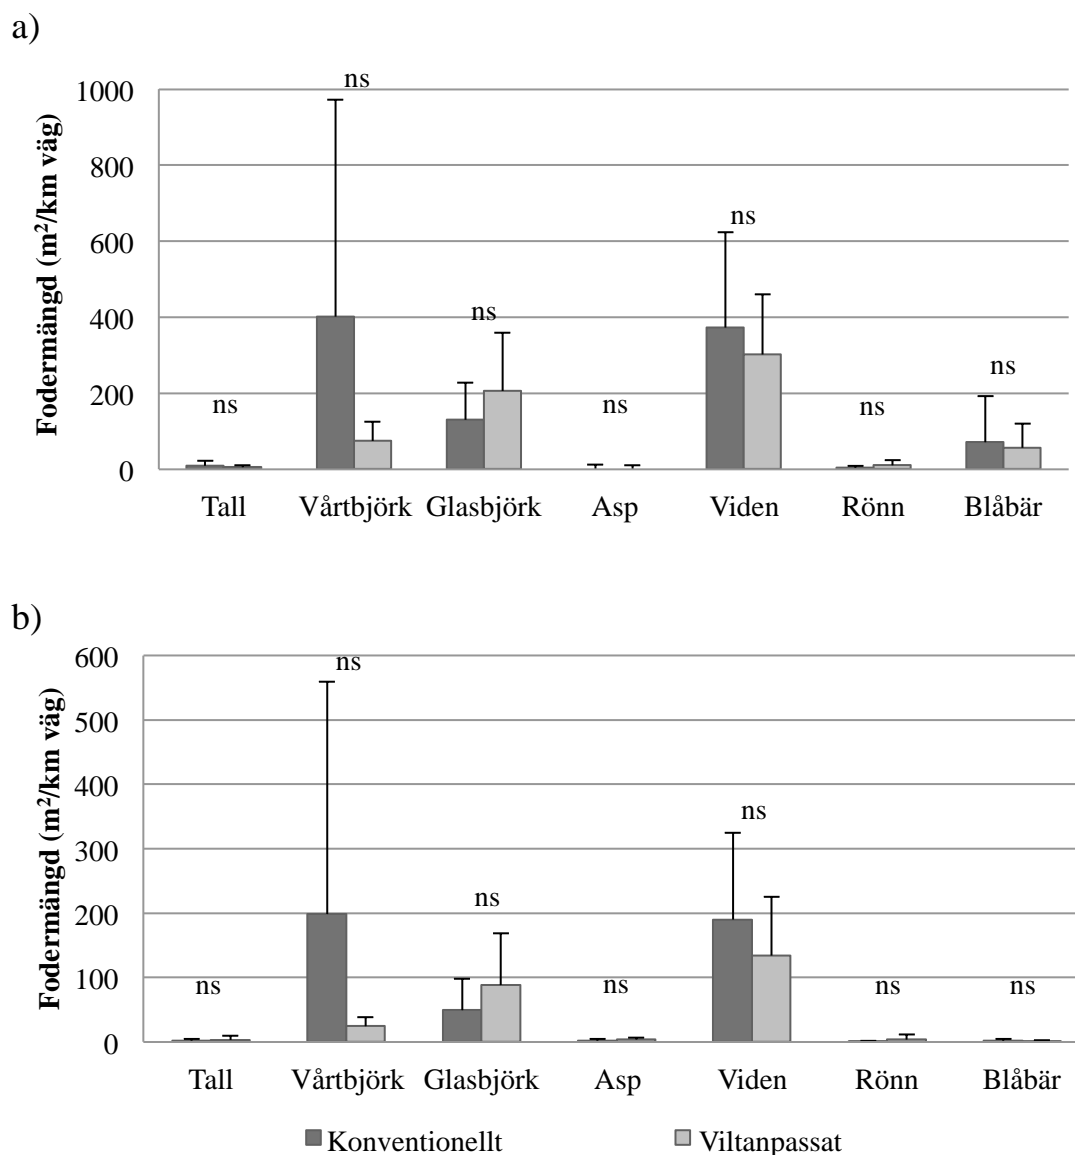 a)
Fodermängd (m²/km väg)
1000
800
600
400
200
0
ns
ns
ns
ns
ns
ns
ns
Tall Vårtbjörk Glasbjörk Asp Viden Rönn Blåbär
b)
Fodermängd (m²/km väg)
600
500
400
300
200
100
0
ns
ns
ns
ns
ns
ns
ns
Tall Vårtbjörk Glasbjörk Asp Viden Rönn Blåbär
Konventionellt Viltanpassat